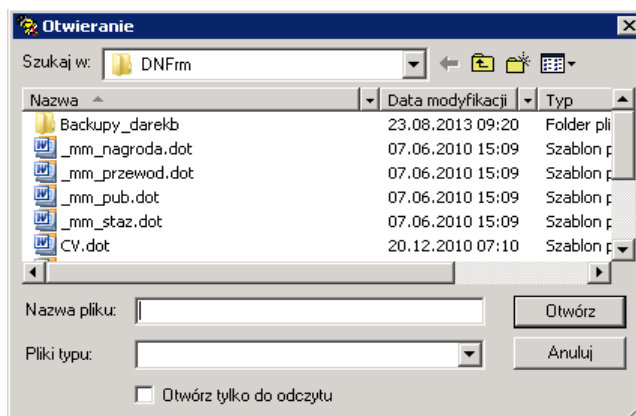 Otwieranie
Szukaj w: DNFrm
Nazwa Data modyfikacji Typ
Backupy_darekb 23.08.2013 09:20 Folder pli
_mm_nagroda.dot 07.06.2010 15:09 Szablon p
_mm_przewod.dot 07.06.2010 15:09 Szablon p
_mm_pub.dot 07.06.2010 15:09 Szablon p
_mm_staz.dot 07.06.2010 15:09 Szablon p
CV.dot 20.12.2010 07:10 Szablon p
Nazwa pliku: Otwórz
Pliki typu: Anuluj
Otwórz tylko do odczytu